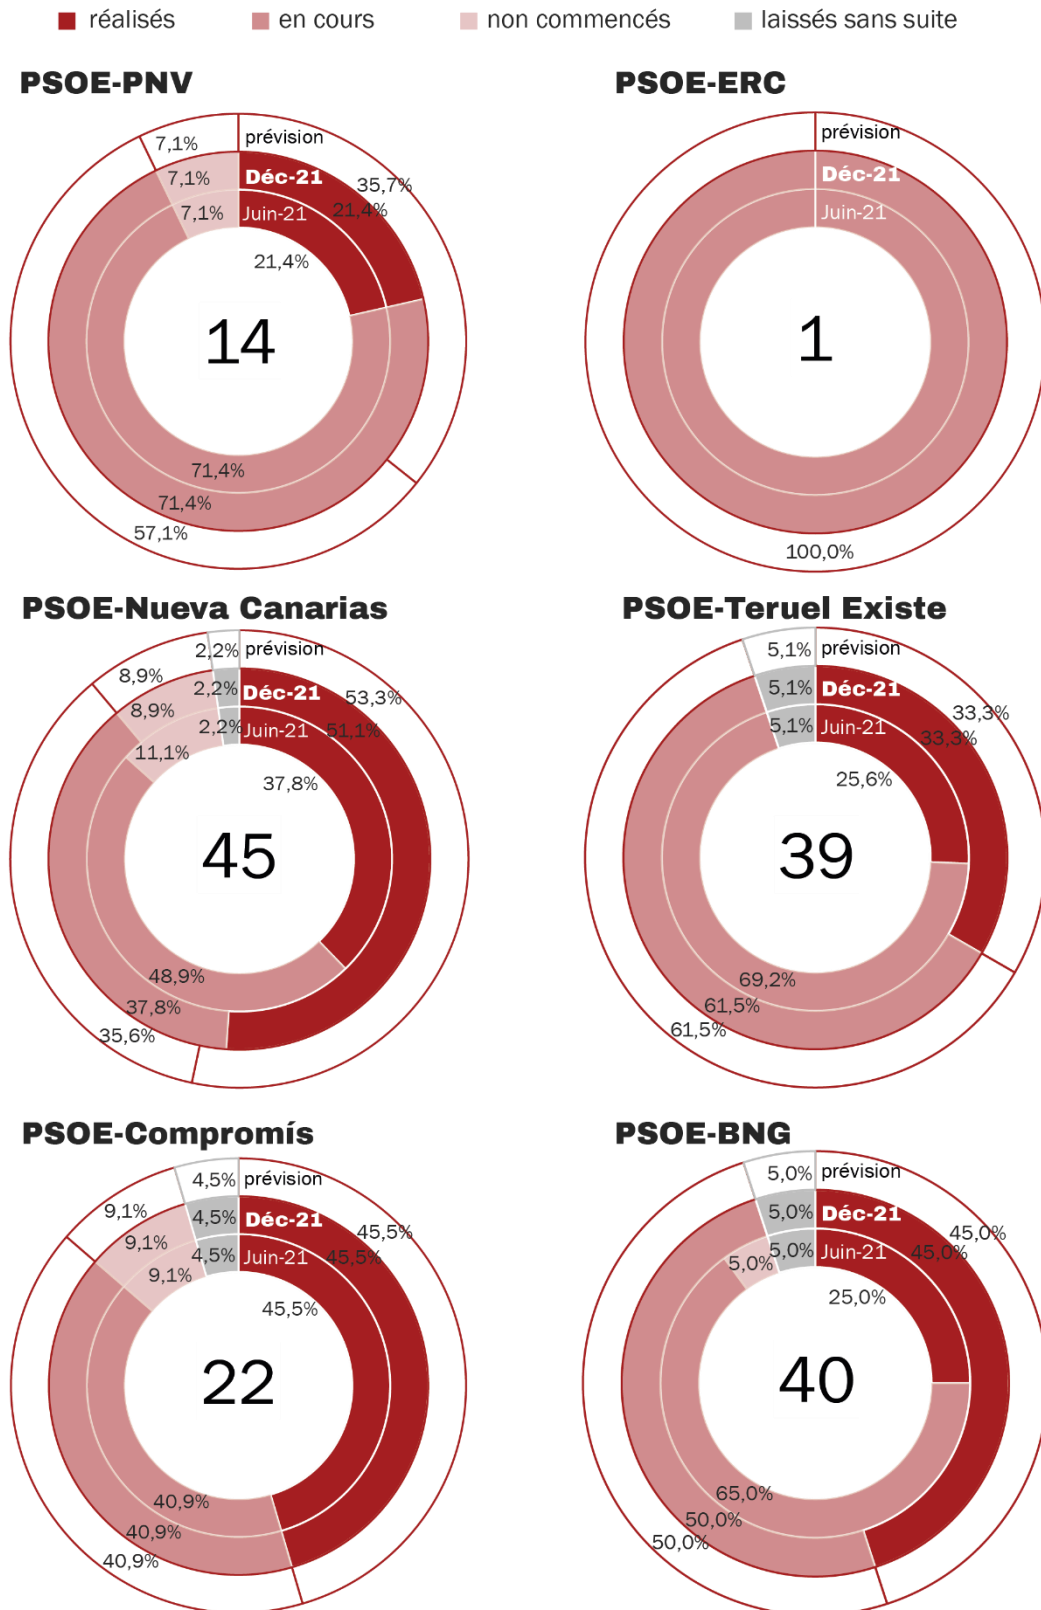 réalisés en cours non commencés laissés sans suite
PSOE-PNV
7,1% prévision
7,1% Déc-21 35,7%
7,1% Juin-21 21,4%
21,4%
14
71,4%
71,4%
57,1%
PSOE-ERC
prévision
Déc-21
Juin-21
1
100,0%
PSOE-Nueva Canarias
2,2% prévision
8,9% 2,2% Déc-21 53,3%
8,9% 2,2% Juin-21 51,1%
11,1%
37,8%
45
48,9%
37,8%
35,6%
PSOE-Teruel Existe
5,1% prévision
5,1% Déc-21 33,3%
5,1% Juin-21 33,3%
25,6%
39
69,2%
61,5%
61,5%
PSOE-Compromís
4,5% prévision
9,1% 4,5% Déc-21 45,5%
9,1% 4,5% Juin-21 45,5%
9,1%
45,5%
22
40,9%
40,9%
40,9%
PSOE-BNG
5,0% prévision
5,0% Déc-21 45,0%
5,0% 5,0% Juin-21 45,0%
25,0%
40
65,0%
50,0%
50,0%